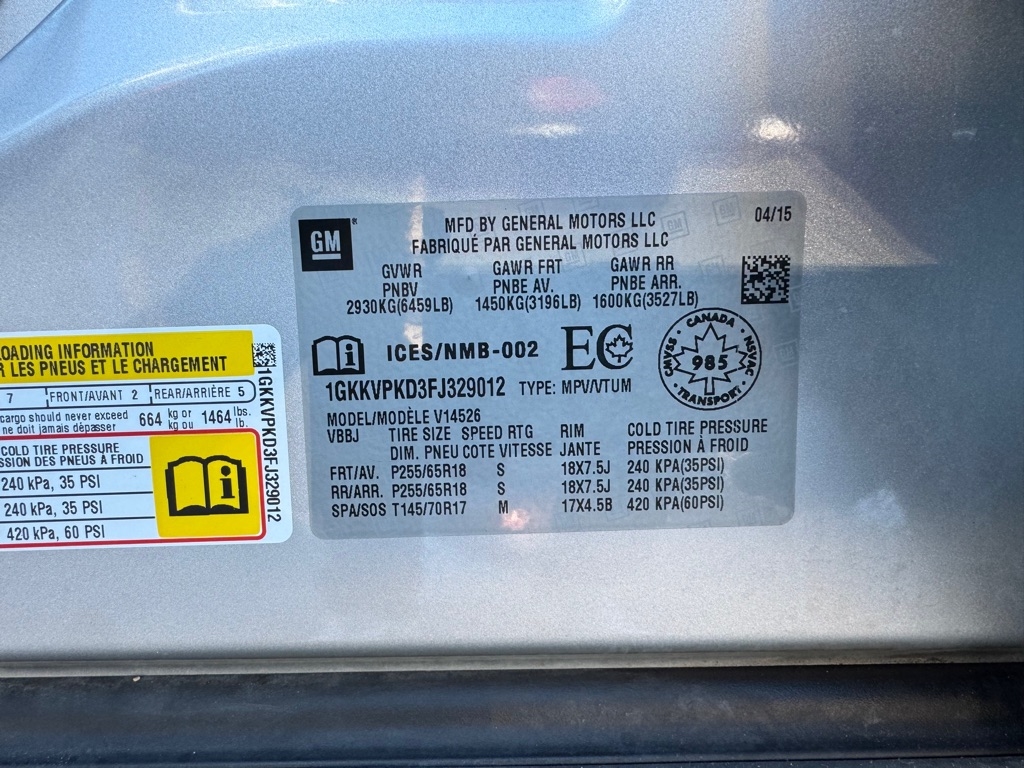 GM ®
MFD BY GENERAL MOTORS LLC 04/15
FABRIQUÉ PAR GENERAL MOTORS LLC
GVWR GAWR FRT GAWR RR
PNBV PNBE AV. PNBE ARR.
2930KG(6459LB) 1450KG(3196LB) 1600KG(3527LB)
i ICES/NMB-002 EC
CANADA
CMVSS • NSVAC
985
TRANSPORT
1GKKVPKD3FJ329012 TYPE: MPV/VTUM
MODEL/MODÈLE V14526
VBBJ TIRE SIZE SPEED RTG RIM COLD TIRE PRESSURE
DIM. PNEU COTE VITESSE JANTE PRESSION À FROID
FRT/AV. P255/65R18 S 18X7.5J 240 KPA(35PSI)
RR/ARR. P255/65R18 S 18X7.5J 240 KPA(35PSI)
SPA/SOS T145/70R17 M 17X4.5B 420 KPA(60PSI)
LOADING INFORMATION
LES PNEUS ET LE CHARGEMENT
7 FRONT/AVANT 2 REAR/ARRIÈRE 5
cargo should never exceed 664 kg or 1464 lbs.
ne doit jamais dépasser kg ou lb.
COLD TIRE PRESSURE
DES PNEUS À FROID
240 kPa, 35 PSI
240 kPa, 35 PSI
420 kPa, 60 PSI
i
1GKKVPKD3FJ329012